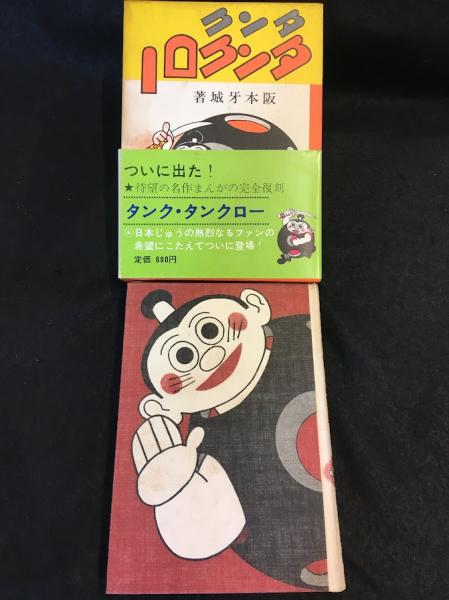 クンタ
ーロクンタ
著城牙本阪
ついに出た！
★待望の名作まんがの完全復刻
タンク・タンクロー
●日本じゅうの熱烈なるファンの
希望にこたえてついに登場！
定価 680円